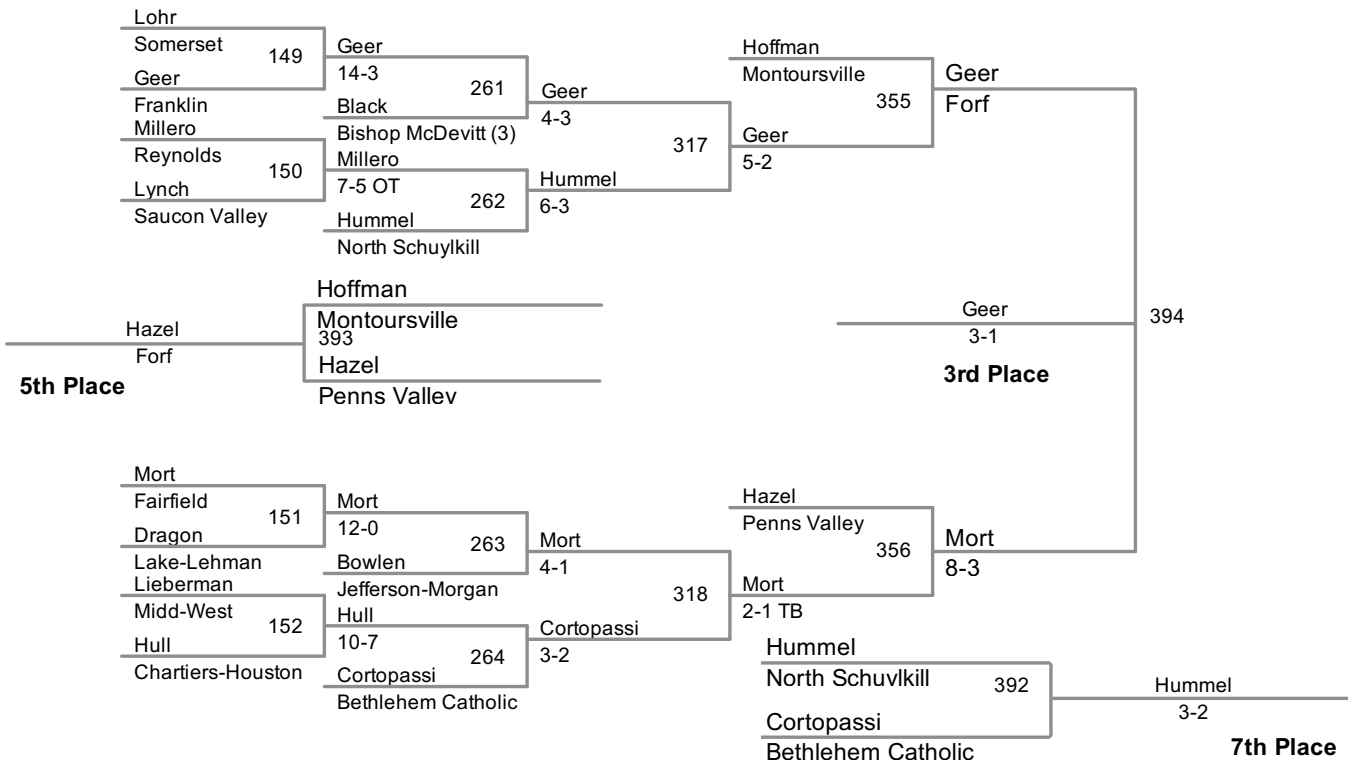 Lohr
Somerset
149
Geer
Franklin
Geer
14-3
261
Black
Bishop McDevitt (3)
Millero
Reynolds
150
Lynch
Saucon Valley
Millero
7-5 OT
262
Hummel
North Schuylkill
Geer
4-3
317
Hummel
6-3
Hoffman
Montoursville
355
Geer
5-2
Geer
Forf
Hoffman
Montoursville
393
Hazel
Penns Valley
Hazel
Forf
5th Place
Geer
3-1
394
3rd Place
Mort
Fairfield
151
Dragon
Lake-Lehman
Mort
12-0
263
Bowlen
Jefferson-Morgan
Lieberman
Midd-West
152
Hull
Chartiers-Houston
Hull
10-7
264
Cortopassi
Bethlehem Catholic
Mort
4-1
318
Cortopassi
3-2
Hazel
Penns Valley
356
Mort
2-1 TB
Mort
8-3
Hummel
North Schuylkill
392
Cortopassi
Bethlehem Catholic
Hummel
3-2
7th Place